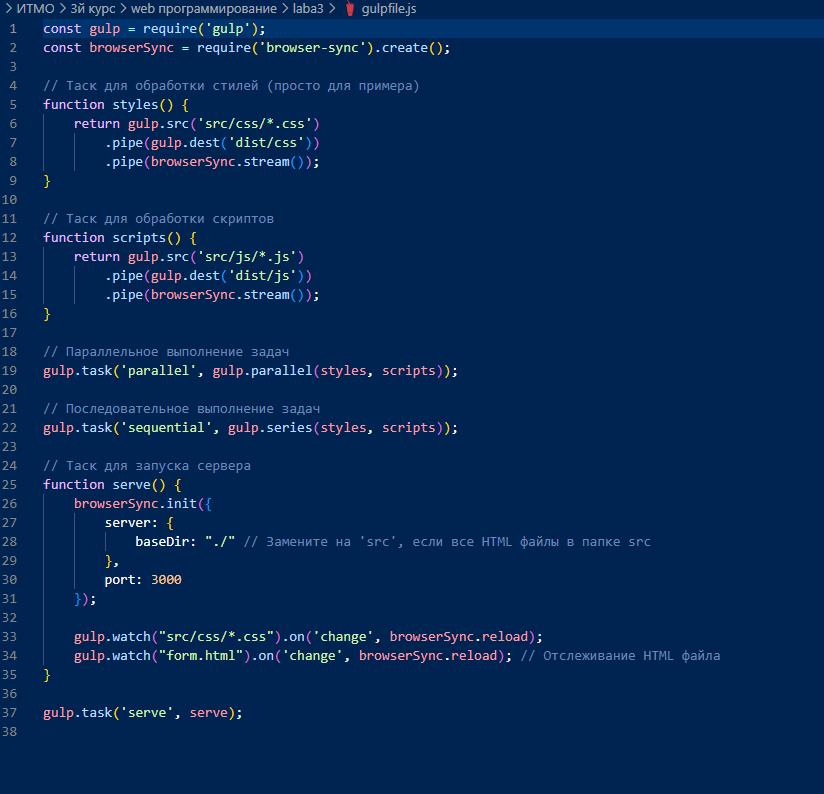 ИТМО > 3й курс > web программирование > laba3 > gulpfile.js
1 const gulp = require('gulp');
2 const browserSync = require('browser-sync').create();
3
4 // Таск для обработки стилей (просто для примера)
5 function styles() {
6     return gulp.src('src/css/*.css')
7         .pipe(gulp.dest('dist/css'))
8         .pipe(browserSync.stream());
9 }
10
11 // Таск для обработки скриптов
12 function scripts() {
13     return gulp.src('src/js/*.js')
14         .pipe(gulp.dest('dist/js'))
15         .pipe(browserSync.stream());
16 }
17
18 // Параллельное выполнение задач
19 gulp.task('parallel', gulp.parallel(styles, scripts));
20
21 // Последовательное выполнение задач
22 gulp.task('sequential', gulp.series(styles, scripts));
23
24 // Таск для запуска сервера
25 function serve() {
26     browserSync.init({
27         server: {
28             baseDir: "./" // Замените на 'src', если все HTML файлы в папке src
29         },
30         port: 3000
31     });
32
33     gulp.watch("src/css/*.css").on('change', browserSync.reload);
34     gulp.watch("form.html").on('change', browserSync.reload); // Отслеживание HTML файла
35 }
36
37 gulp.task('serve', serve);
38